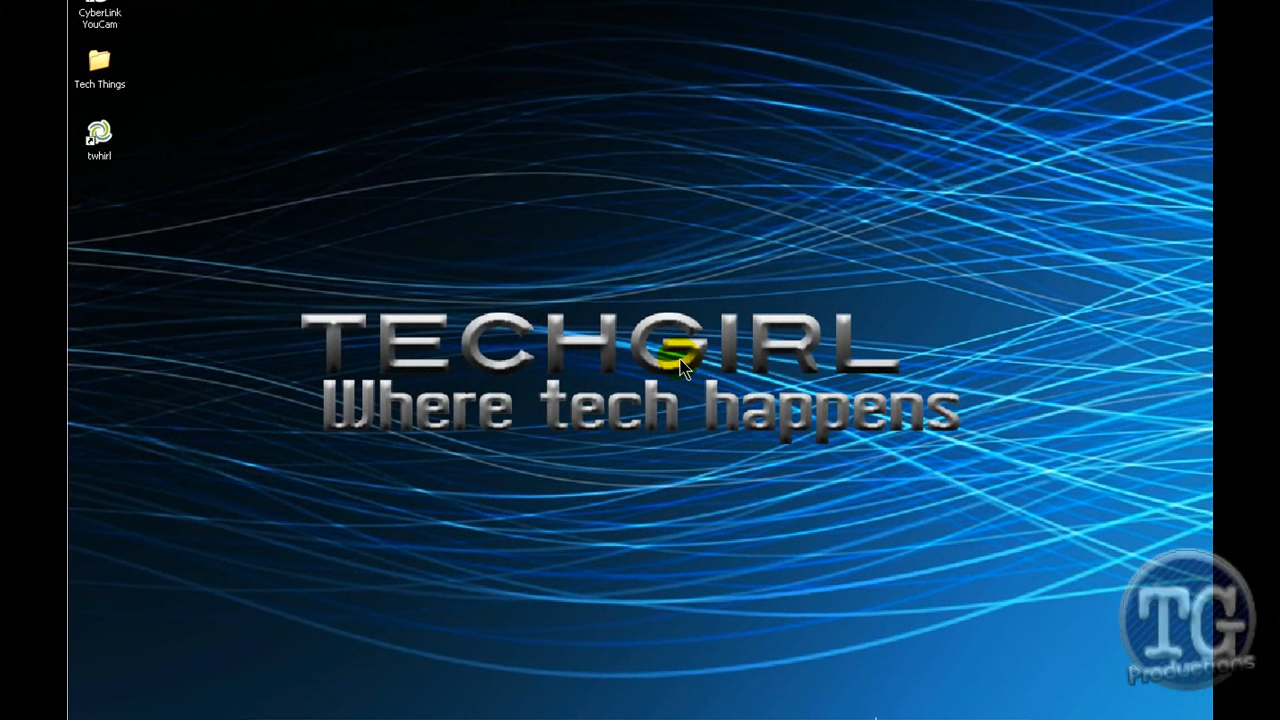 CyberLink
YouCam
Tech Things
twhirl
TECHGIRL
Where tech happens
TG
Productions